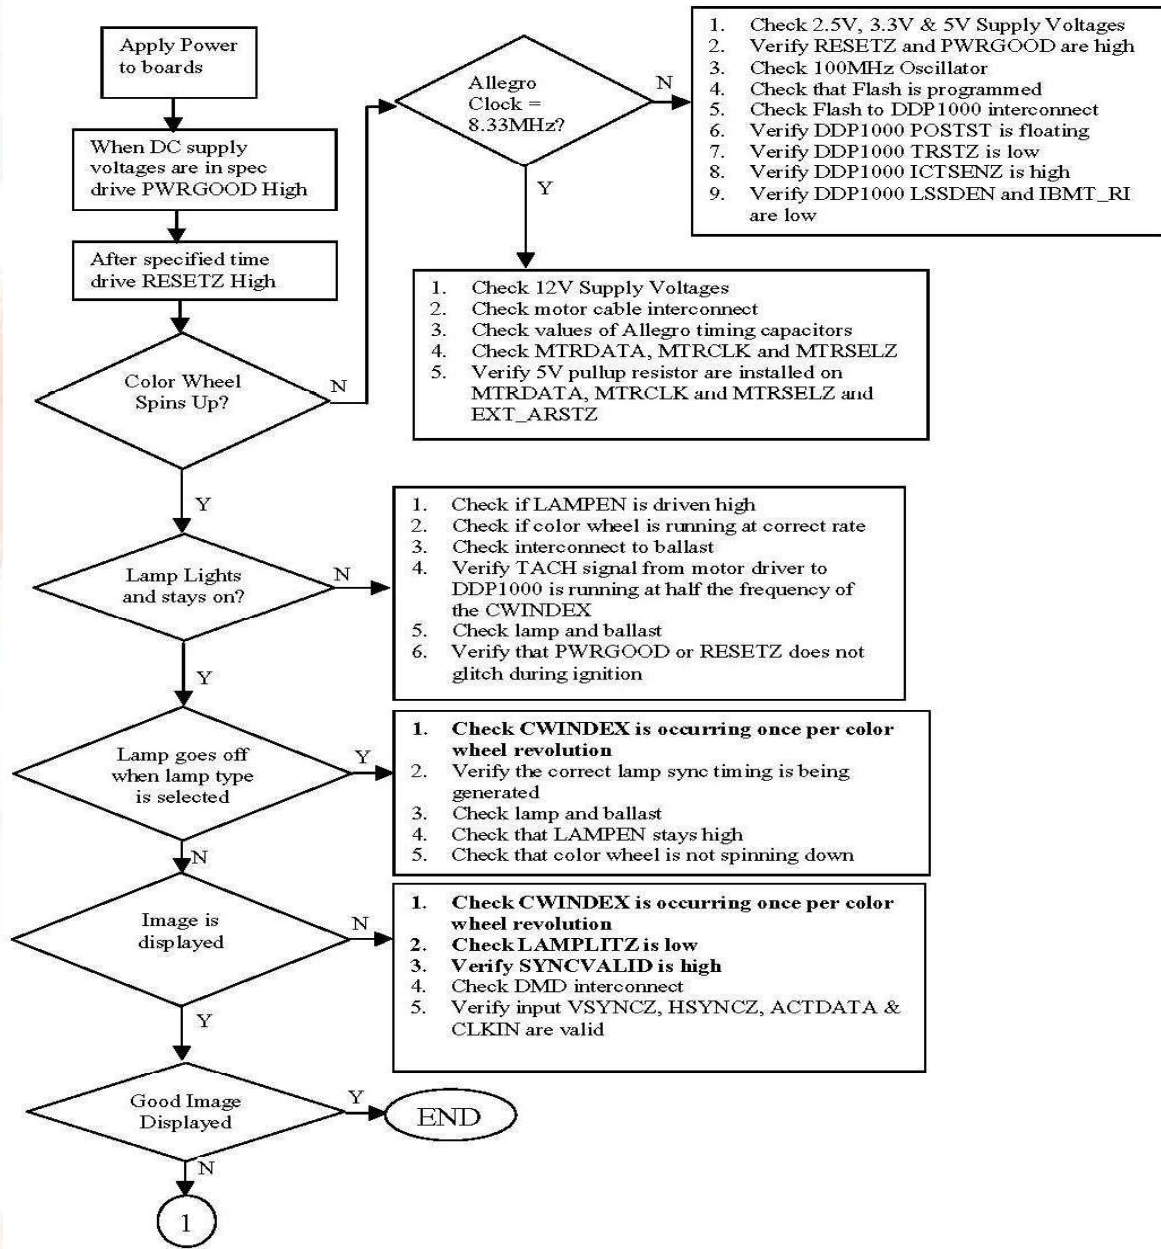 Apply Power
to boards
When DC supply
voltages are in spec
drive PWRGOOD High
After specified time
drive RESETZ High
Color Wheel
Spins Up?
N
Y
Allegro
Clock =
8.33MHz?
N
Y
1. Check 2.5V, 3.3V & 5V Supply Voltages
2. Verify RESETZ and PWRGOOD are high
3. Check 100MHz Oscillator
4. Check that Flash is programmed
5. Check Flash to DDP1000 interconnect
6. Verify DDP1000 POSTST is floating
7. Verify DDP1000 TRSTZ is low
8. Verify DDP1000 ICTSENZ is high
9. Verify DDP1000 LSSDEN and IBMT_RI
are low
1. Check 12V Supply Voltages
2. Check motor cable interconnect
3. Check values of Allegro timing capacitors
4. Check MTRDATA, MTRCLK and MTRSELZ
5. Verify 5V pullup resistor are installed on
MTRDATA, MTRCLK and MTRSELZ and
EXT_ARSTZ
Lamp Lights
and stays on?
N
Y
1. Check if LAMPEN is driven high
2. Check if color wheel is running at correct rate
3. Check interconnect to ballast
4. Verify TACH signal from motor driver to
DDP1000 is running at half the frequency of
the CWINDEX
5. Check lamp and ballast
6. Verify that PWRGOOD or RESETZ does not
glitch during ignition
Lamp goes off
when lamp type
is selected
Y
N
1. Check CWINDEX is occurring once per color
wheel revolution
2. Verify the correct lamp sync timing is being
generated
3. Check lamp and ballast
4. Check that LAMPEN stays high
5. Check that color wheel is not spinning down
Image is
displayed
N
Y
1. Check CWINDEX is occurring once per color
wheel revolution
2. Check LAMPLITZ is low
3. Verify SYNCVALID is high
4. Check DMD interconnect
5. Verify input VSYNCZ, HSYNCZ, ACTDATA &
CLKIN are valid
Good Image
Displayed
Y
END
N
1